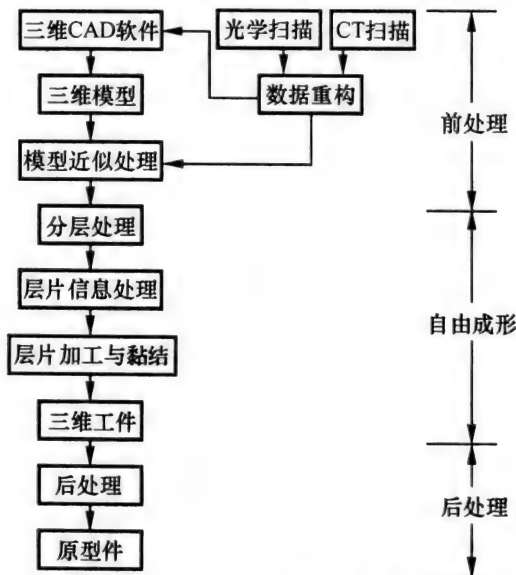 三维CAD软件
光学扫描
CT扫描
三维模型
数据重构
前处理
模型近似处理
分层处理
层片信息处理
自由成形
层片加工与黏结
三维工件
后处理
后处理
原型件